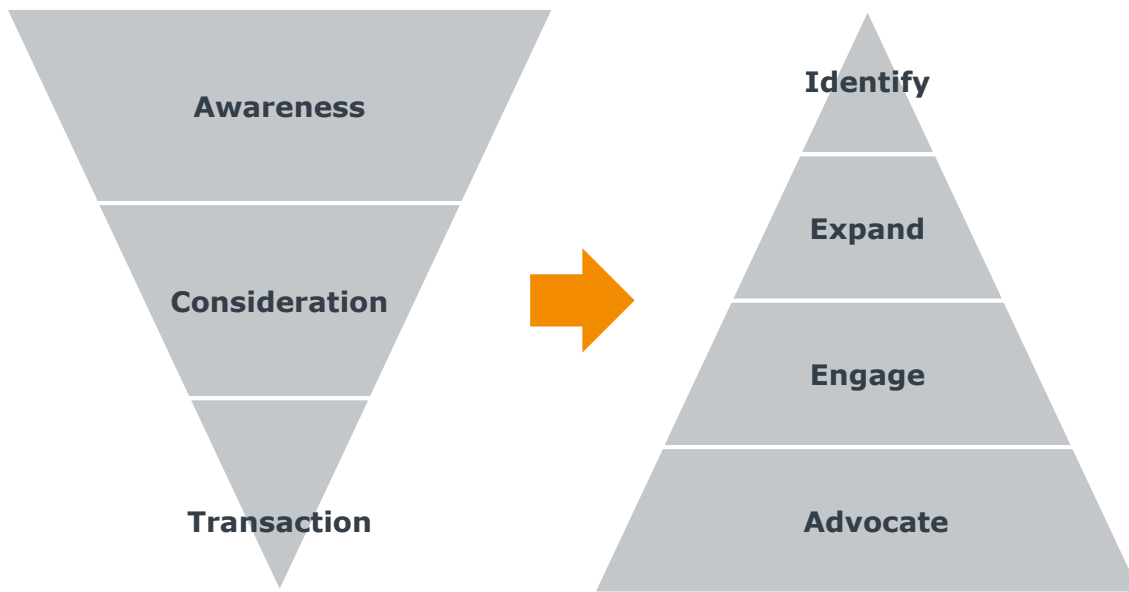 Awareness
Consideration
Transaction
Identify
Expand
Engage
Advocate